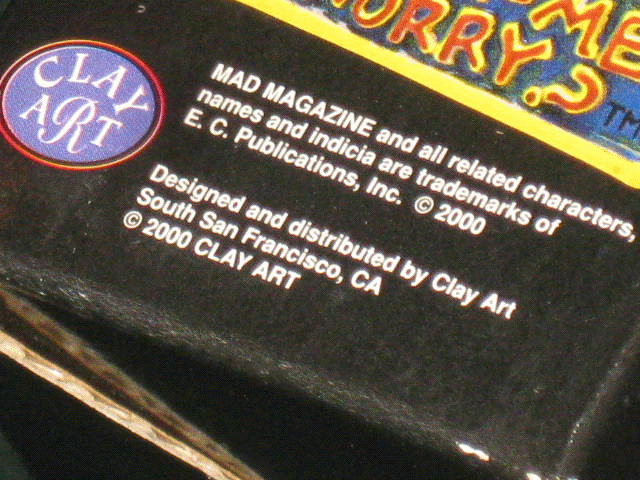 ME
WORRY?™
CLAY
ART
MAD MAGAZINE and all related characters,
names and indicia are trademarks of
E. C. Publications, Inc. © 2000
Designed and distributed by Clay Art
South San Francisco, CA
© 2000 CLAY ART